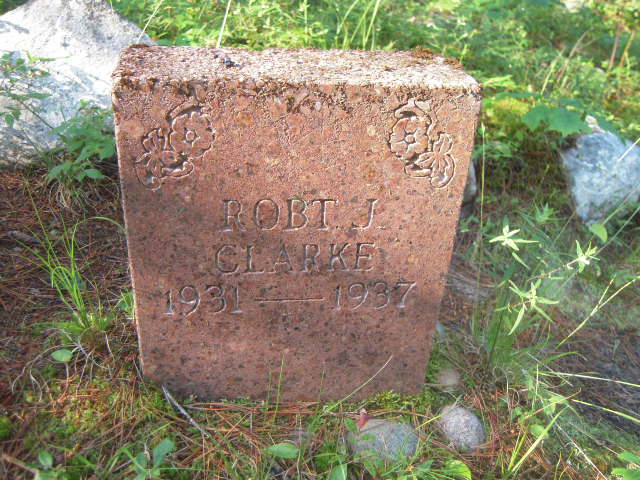 ROBT. J.
CLARKE
1931 — 1937